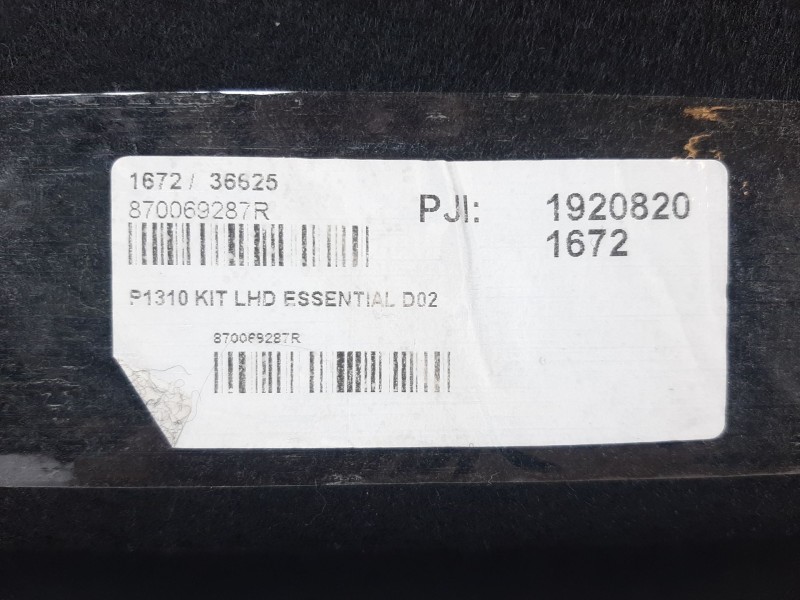 1672 / 36625
870069287R
PJI: 1920820
1672
P1310 KIT LHD ESSENTIAL D02
870069287R